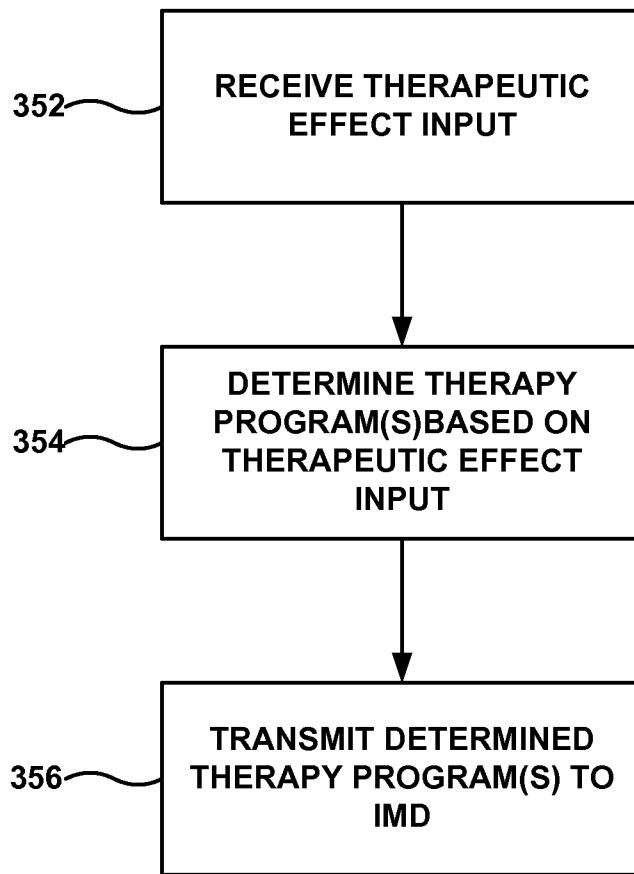 352
RECEIVE THERAPEUTIC
EFFECT INPUT
354
DETERMINE THERAPY
PROGRAM(S)BASED ON
THERAPEUTIC EFFECT
INPUT
356
TRANSMIT DETERMINED
THERAPY PROGRAM(S) TO
IMD